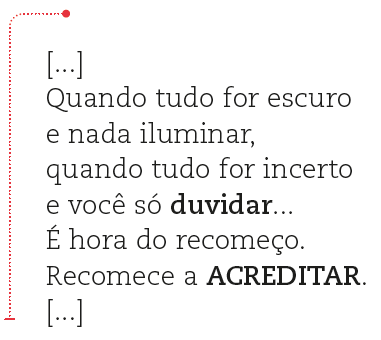 [...]
Quando tudo for escuro
e nada iluminar,
quando tudo for incerto
e você só duvidar...
É hora do recomeço.
Recomece a ACREDITAR.
[...]